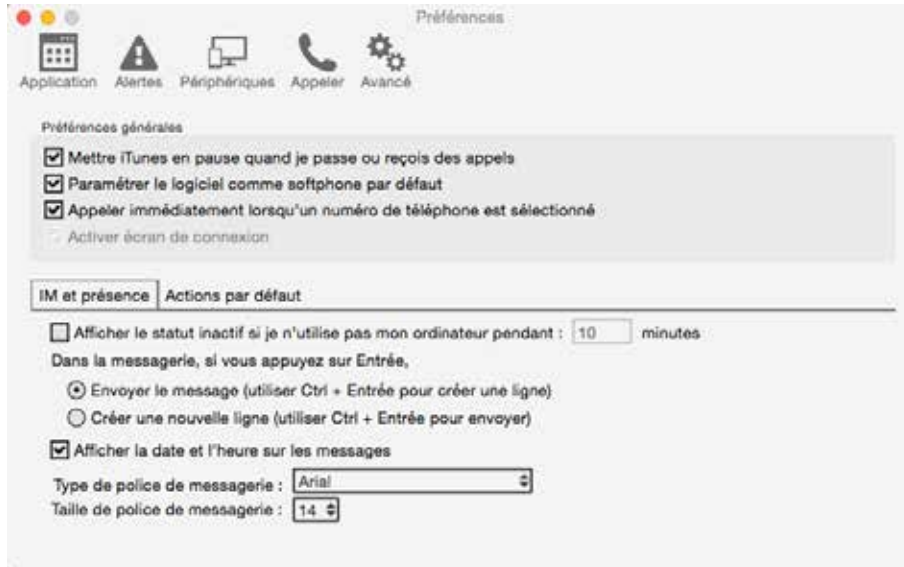 Préférences
Application Alertes Périphériques Appeler Avancé
Préférences générales
Mettre iTunes en pause quand je passe ou reçois des appels
Paramétrer le logiciel comme softphone par défaut
Appeler immédiatement lorsqu'un numéro de téléphone est sélectionné
Activer écran de connexion
IM et présence Actions par défaut
Afficher le statut inactif si je n'utilise pas mon ordinateur pendant : 10 minutes
Dans la messagerie, si vous appuyez sur Entrée,
Envoyer le message (utiliser Ctrl + Entrée pour créer une ligne)
Créer une nouvelle ligne (utiliser Ctrl + Entrée pour envoyer)
Afficher la date et l'heure sur les messages
Type de police de messagerie : Arial
Taille de police de messagerie : 14